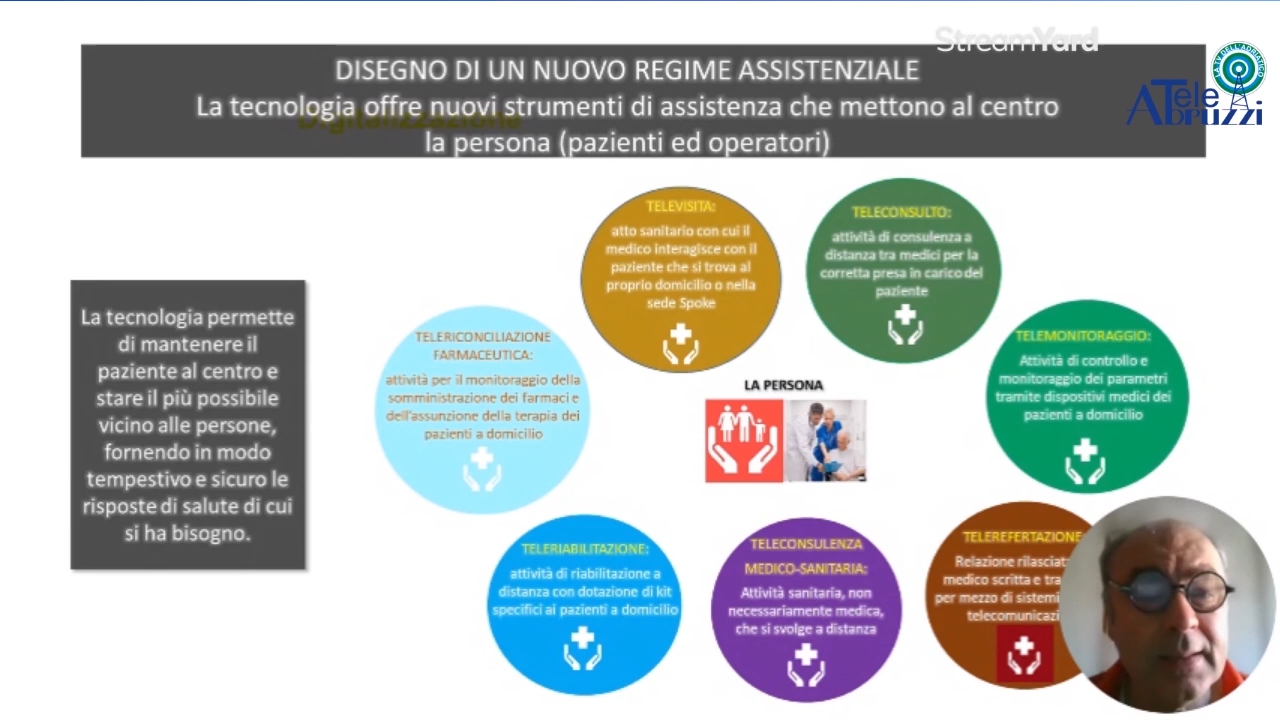 StreamYard
LA TV DELL'ADRIATICO
Tele
Abruzzi
DISEGNO DI UN NUOVO REGIME ASSISTENZIALE
La tecnologia offre nuovi strumenti di assistenza che mettono al centro
la persona (pazienti ed operatori)
Digitalizzazione
La tecnologia permette
di mantenere il
paziente al centro e
stare il più possibile
vicino alle persone,
fornendo in modo
tempestivo e sicuro le
risposte di salute di cui
si ha bisogno.
TELEVISITA:
atto sanitario con cui il
medico interagisce con il
paziente che si trova al
proprio domicilio o nella
sede Spoke
TELECONSULTO:
attività di consulenza a
distanza tra medici per la
corretta presa in carico del
paziente
TELERICONCILIAZIONE
FARMACEUTICA:
attività per il monitoraggio della
somministrazione dei farmaci e
dell'assunzione della terapia dei
pazienti a domicilio
LA PERSONA
TELEMONITORAGGIO:
Attività di controllo e
monitoraggio dei parametri
tramite dispositivi medici dei
pazienti a domicilio
TELERIABILITAZIONE:
attività di riabilitazione a
distanza con dotazione di kit
specifici ai pazienti a domicilio
TELECONSULENZA
MEDICO-SANITARIA:
Attività sanitaria, non
necessariamente medica,
che si svolge a distanza
TELEREFERTAZIONE
Relazione
medico scritta e
per mezzo di sistemi